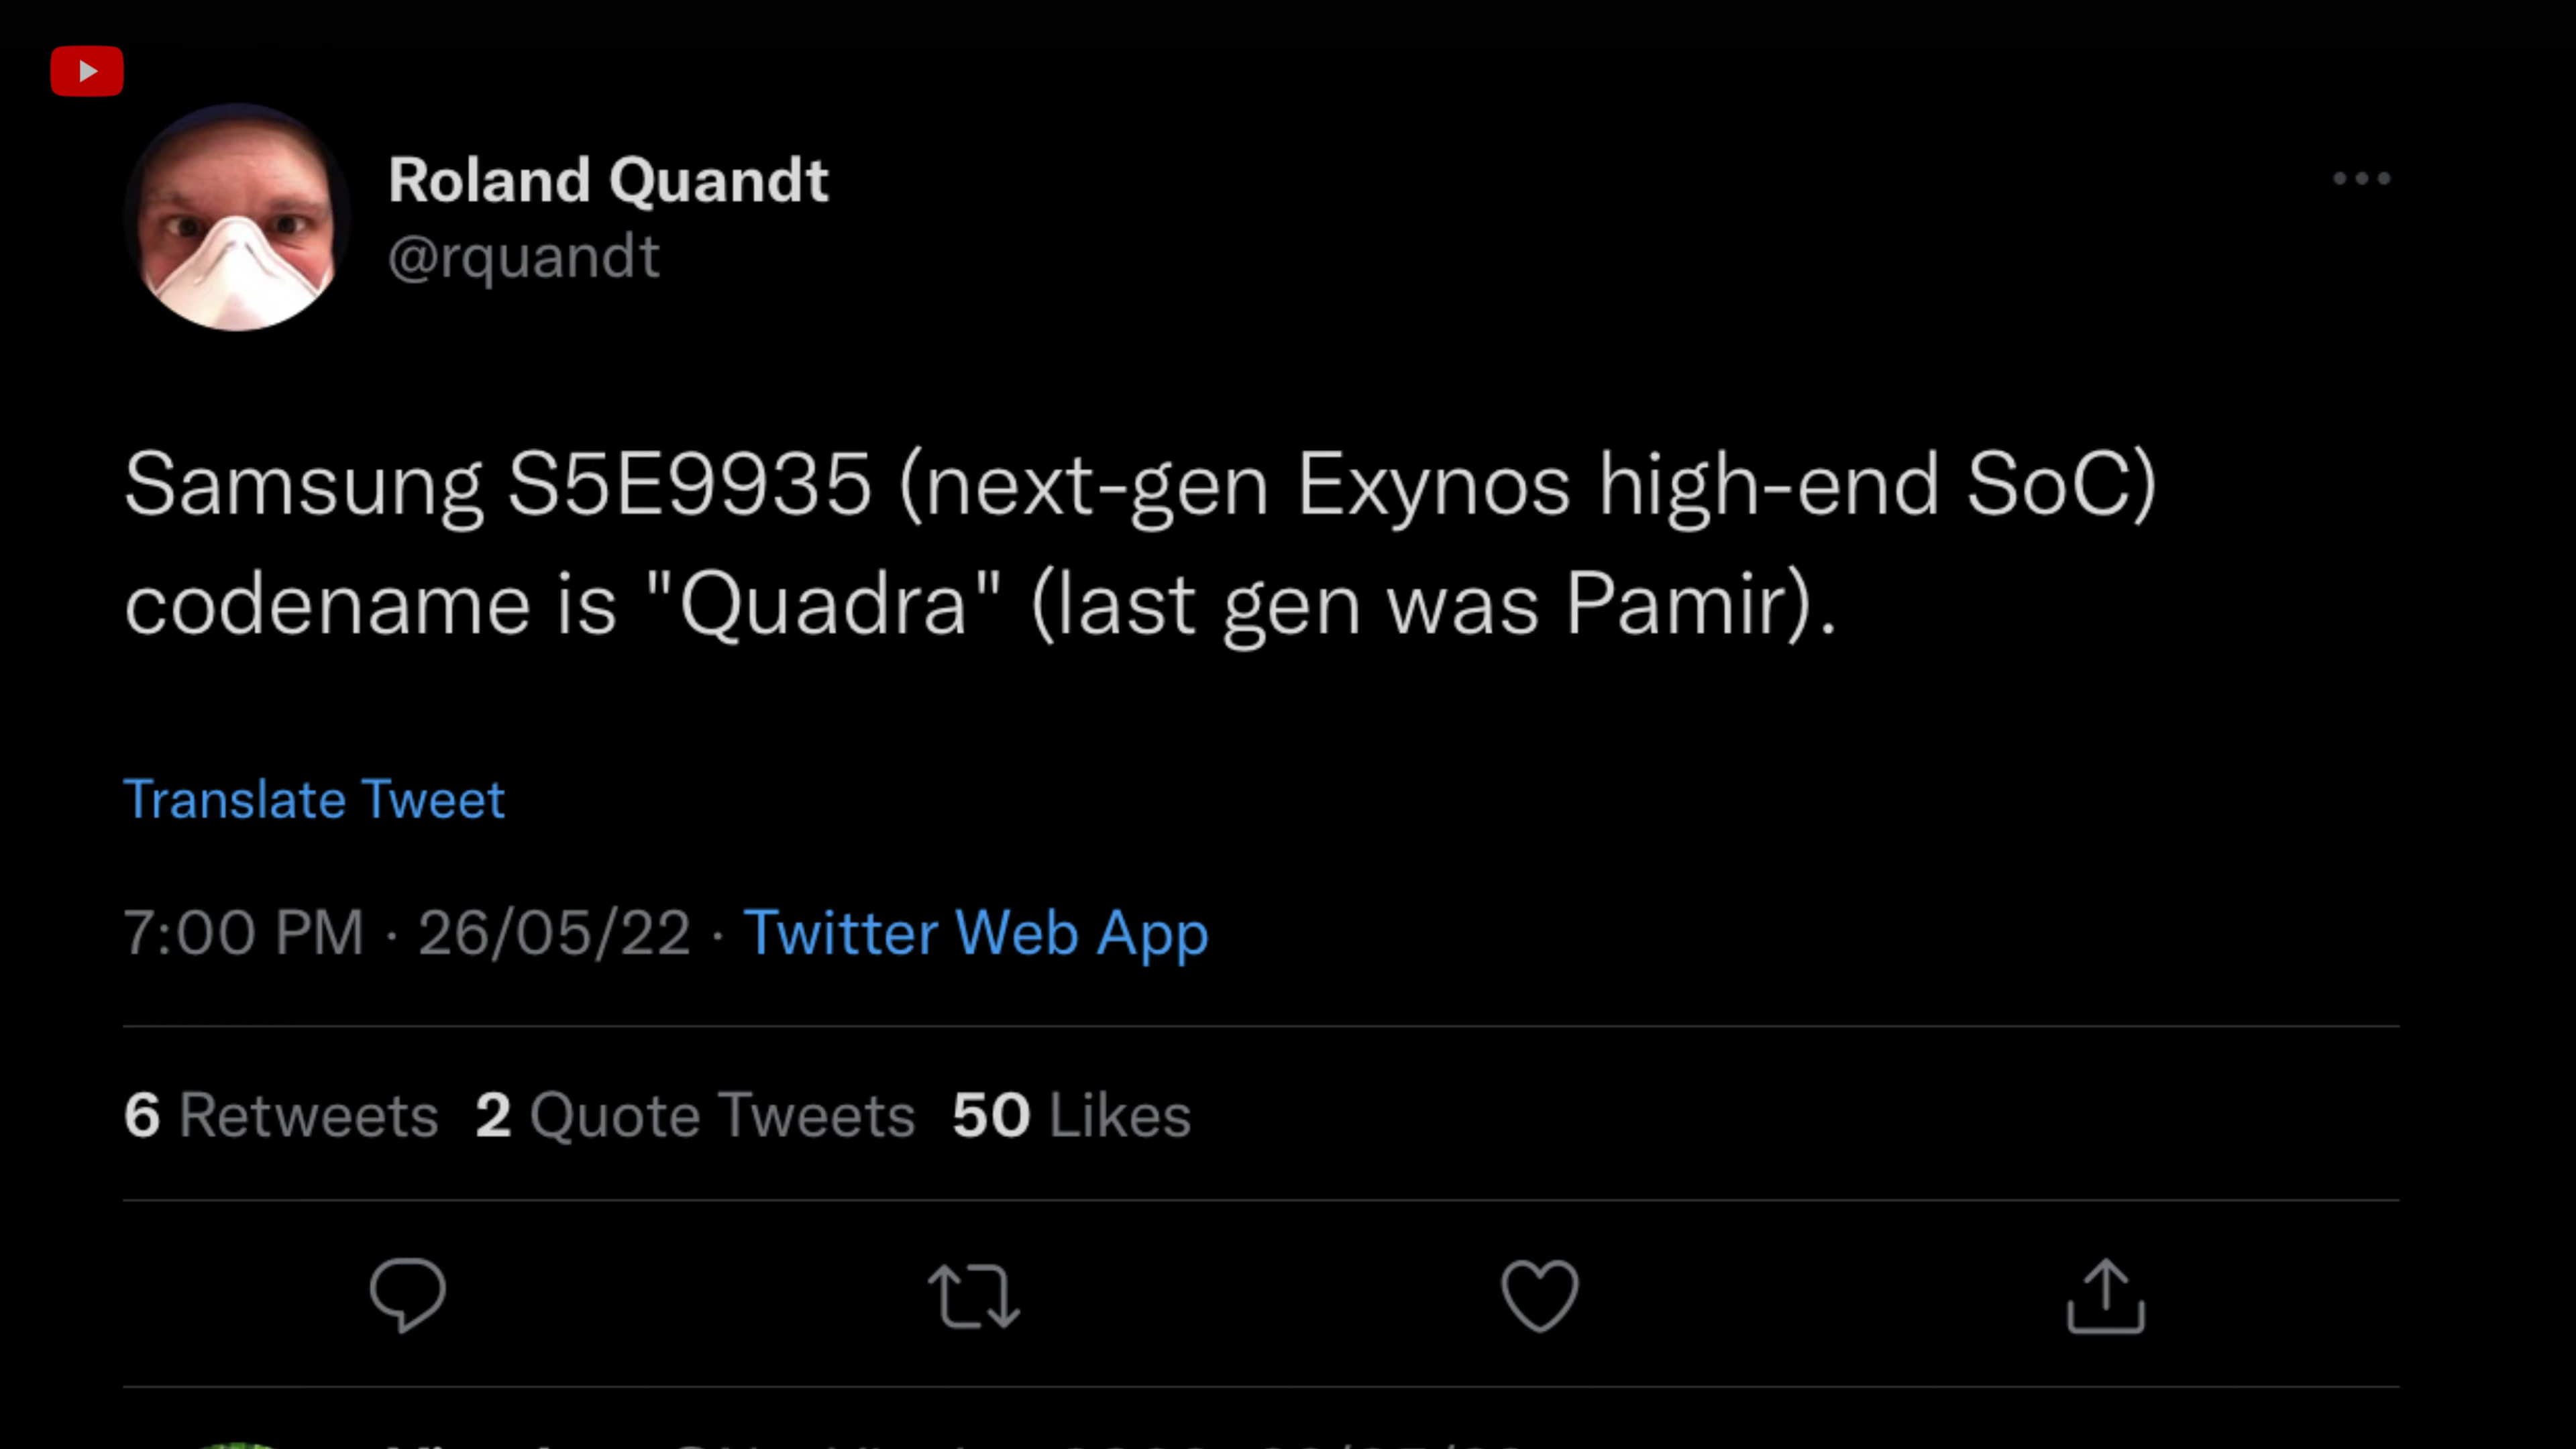 Roland Quandt
@rquandt
Samsung S5E9935 (next-gen Exynos high-end SoC)
codename is "Quadra" (last gen was Pamir).
Translate Tweet
7:00 PM · 26/05/22 · Twitter Web App
6 Retweets 2 Quote Tweets 50 Likes